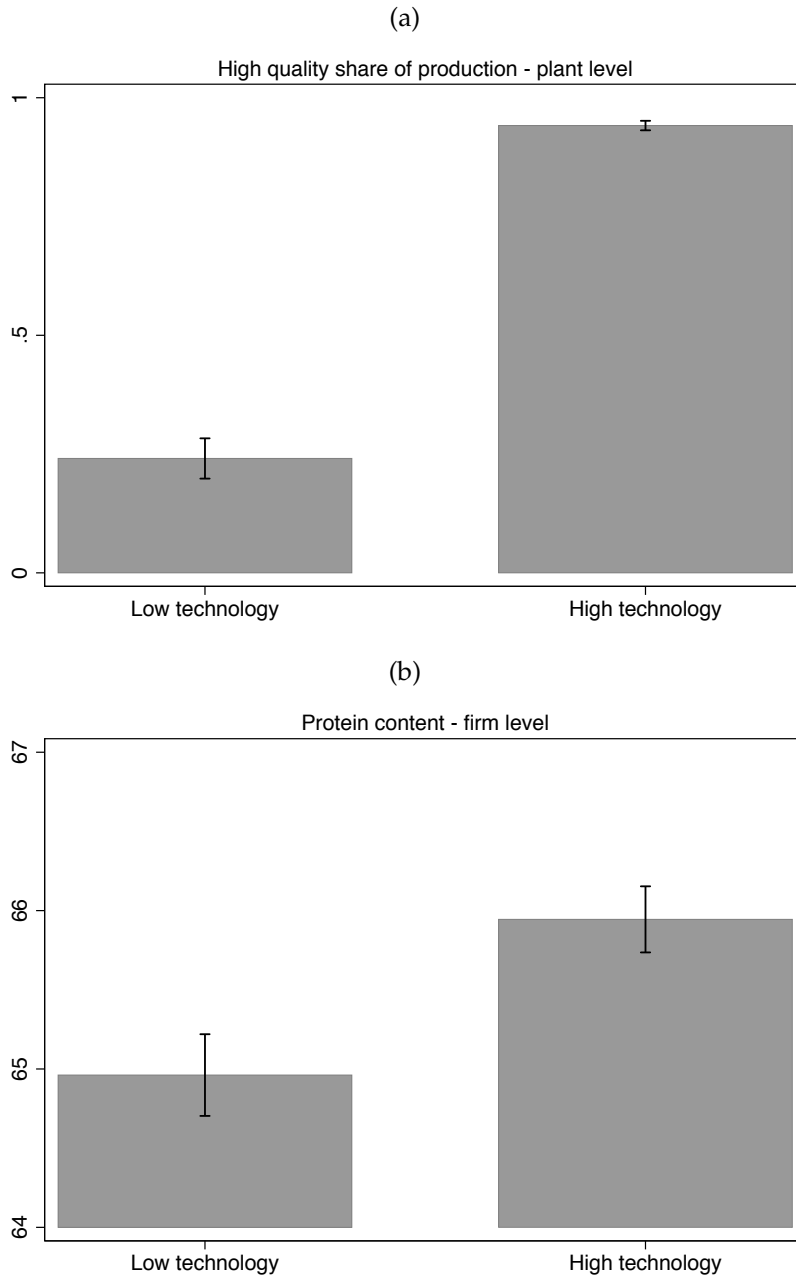 (a)
High quality share of production - plant level
1
.5
0
Low technology High technology
(b)
Protein content - firm level
67
66
65
64
Low technology High technology